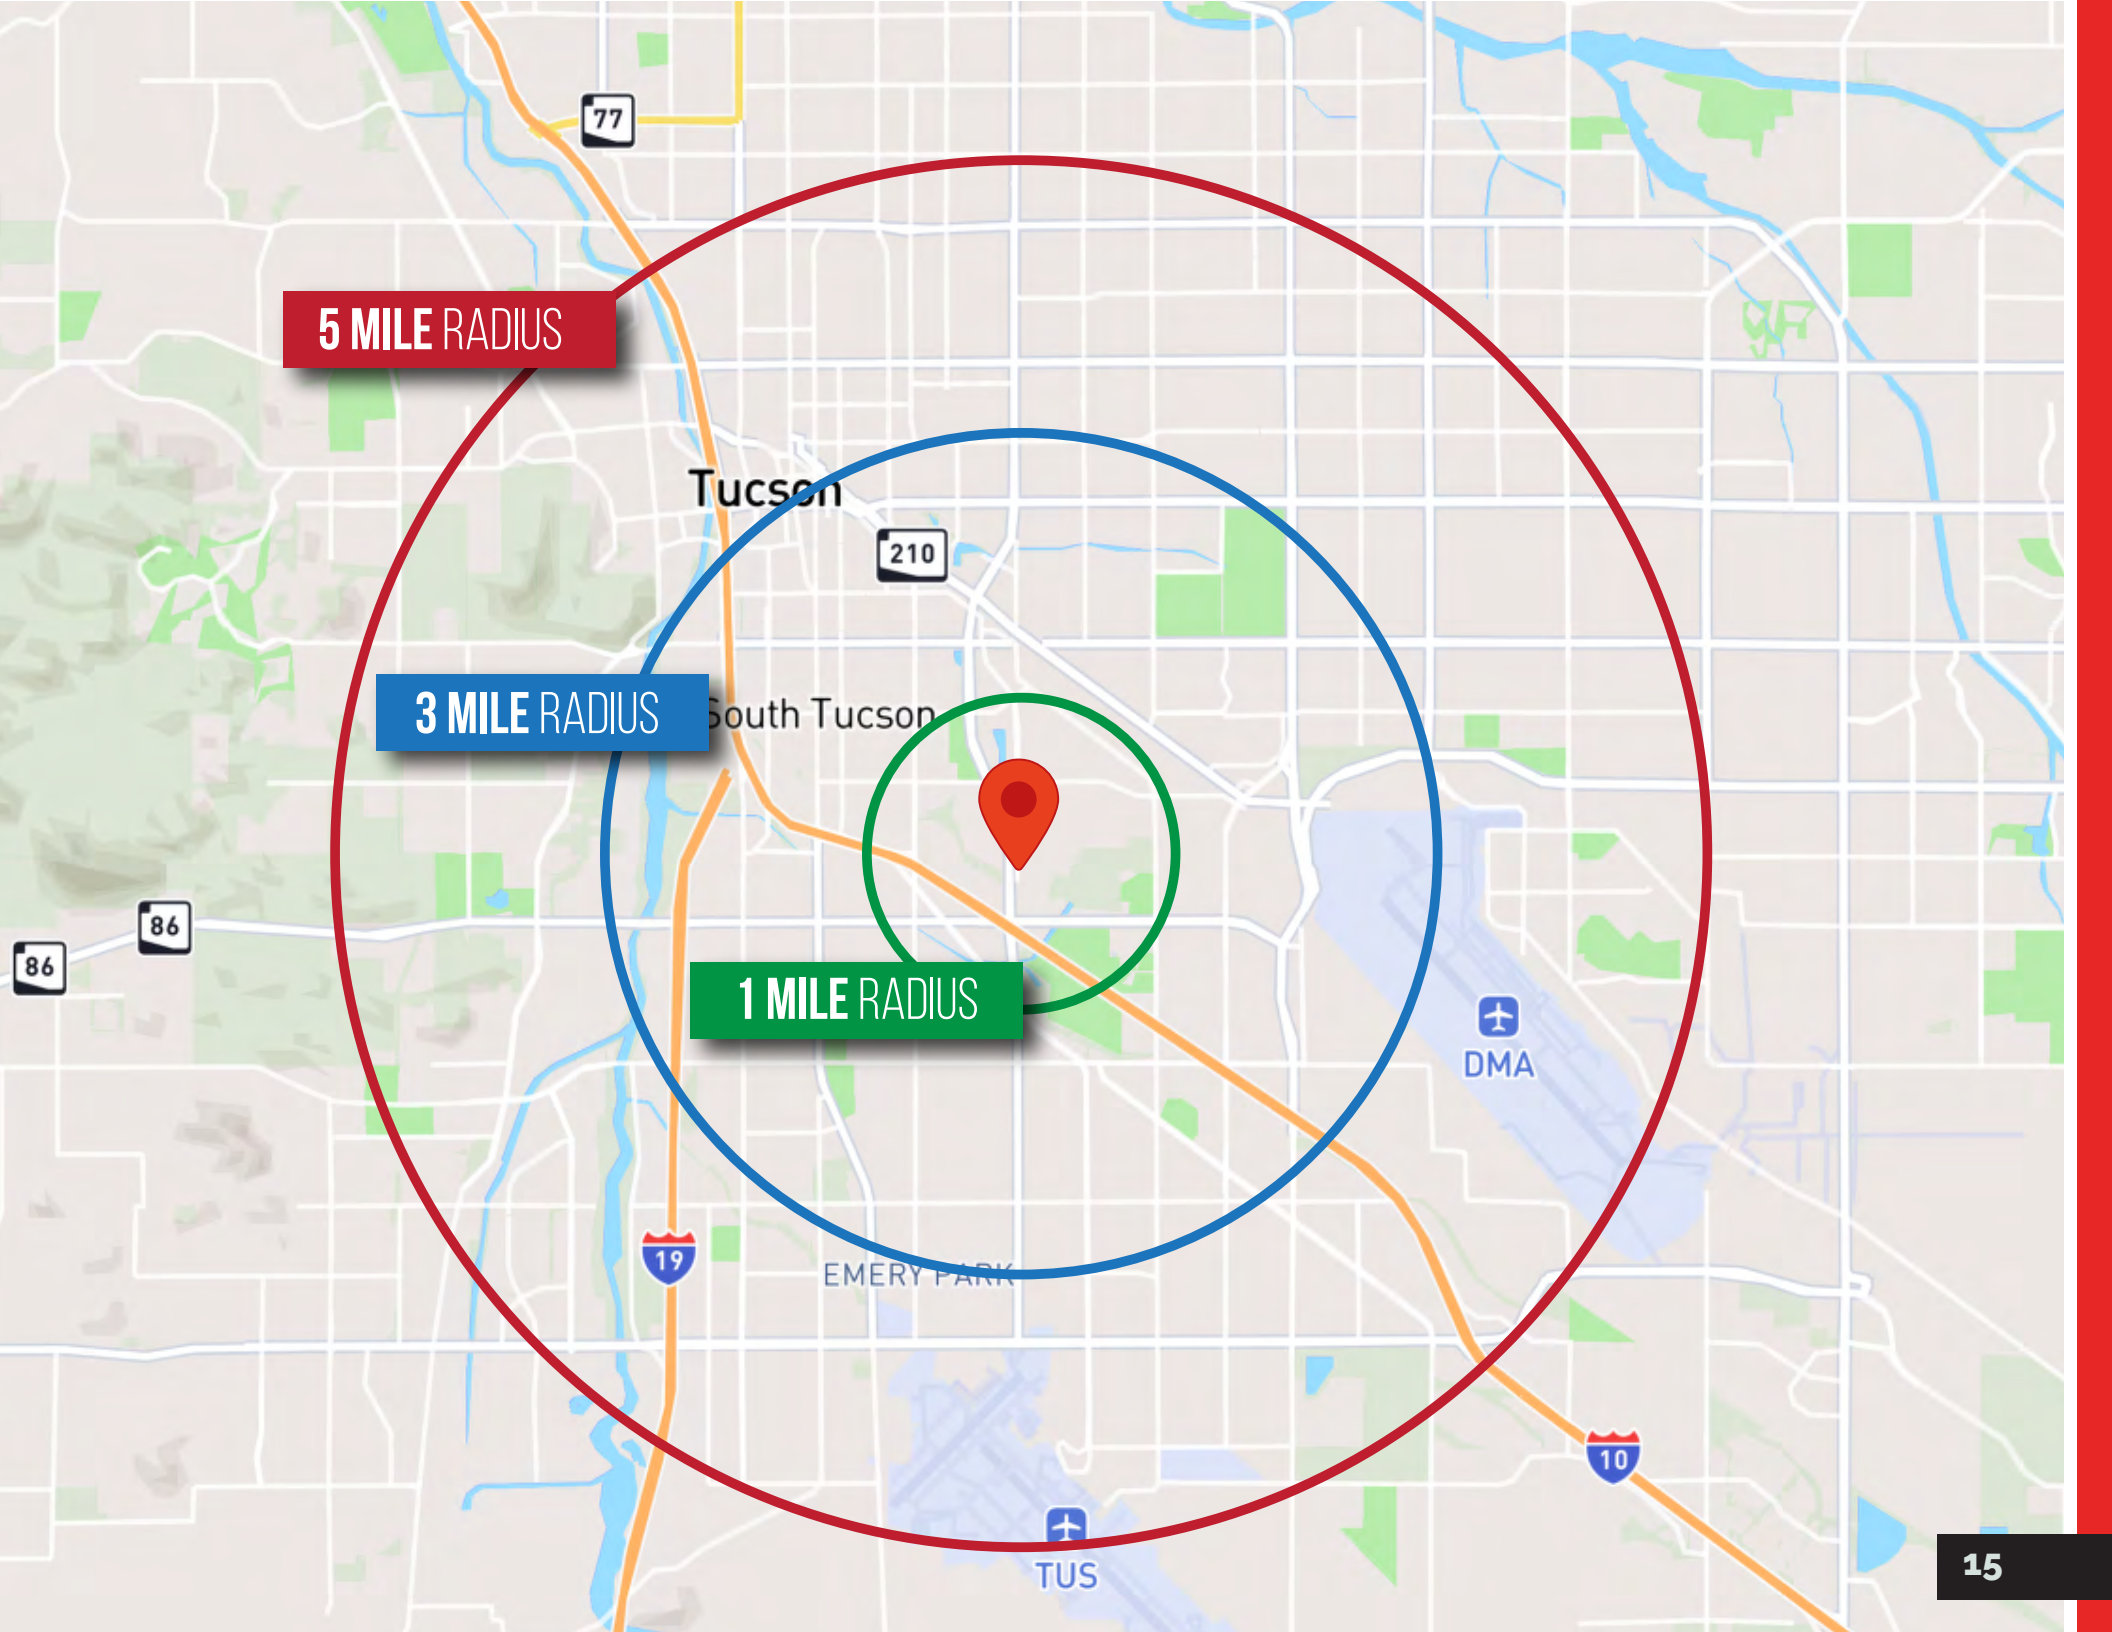 77
5 MILE RADIUS
Tucson
210
3 MILE RADIUS
South Tucson
86
86
1 MILE RADIUS
DMA
19
EMERY PARK
10
TUS
15